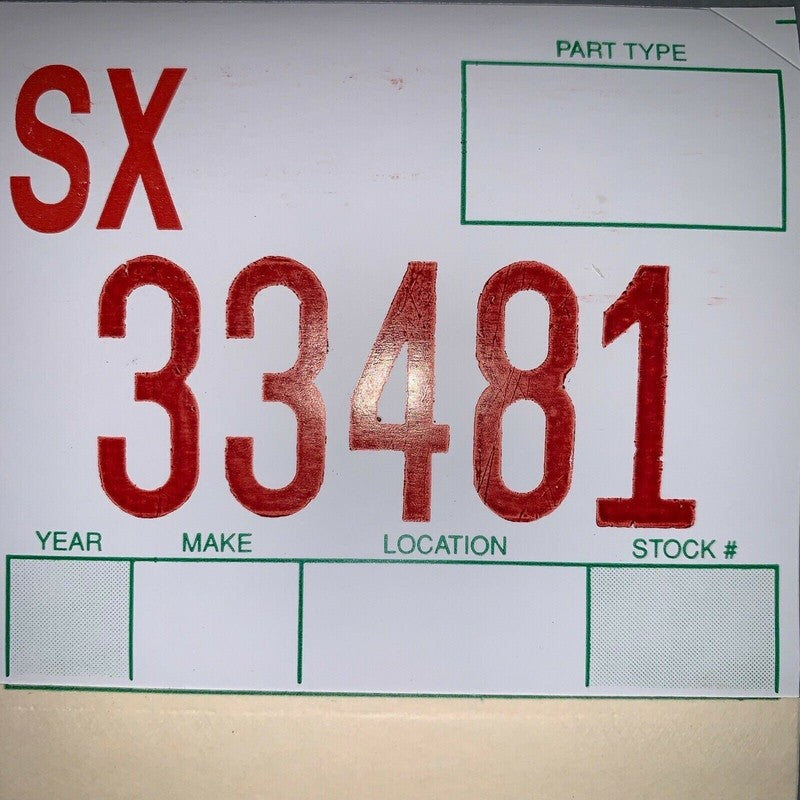 PART TYPE
SX
33481
YEAR MAKE LOCATION STOCK #